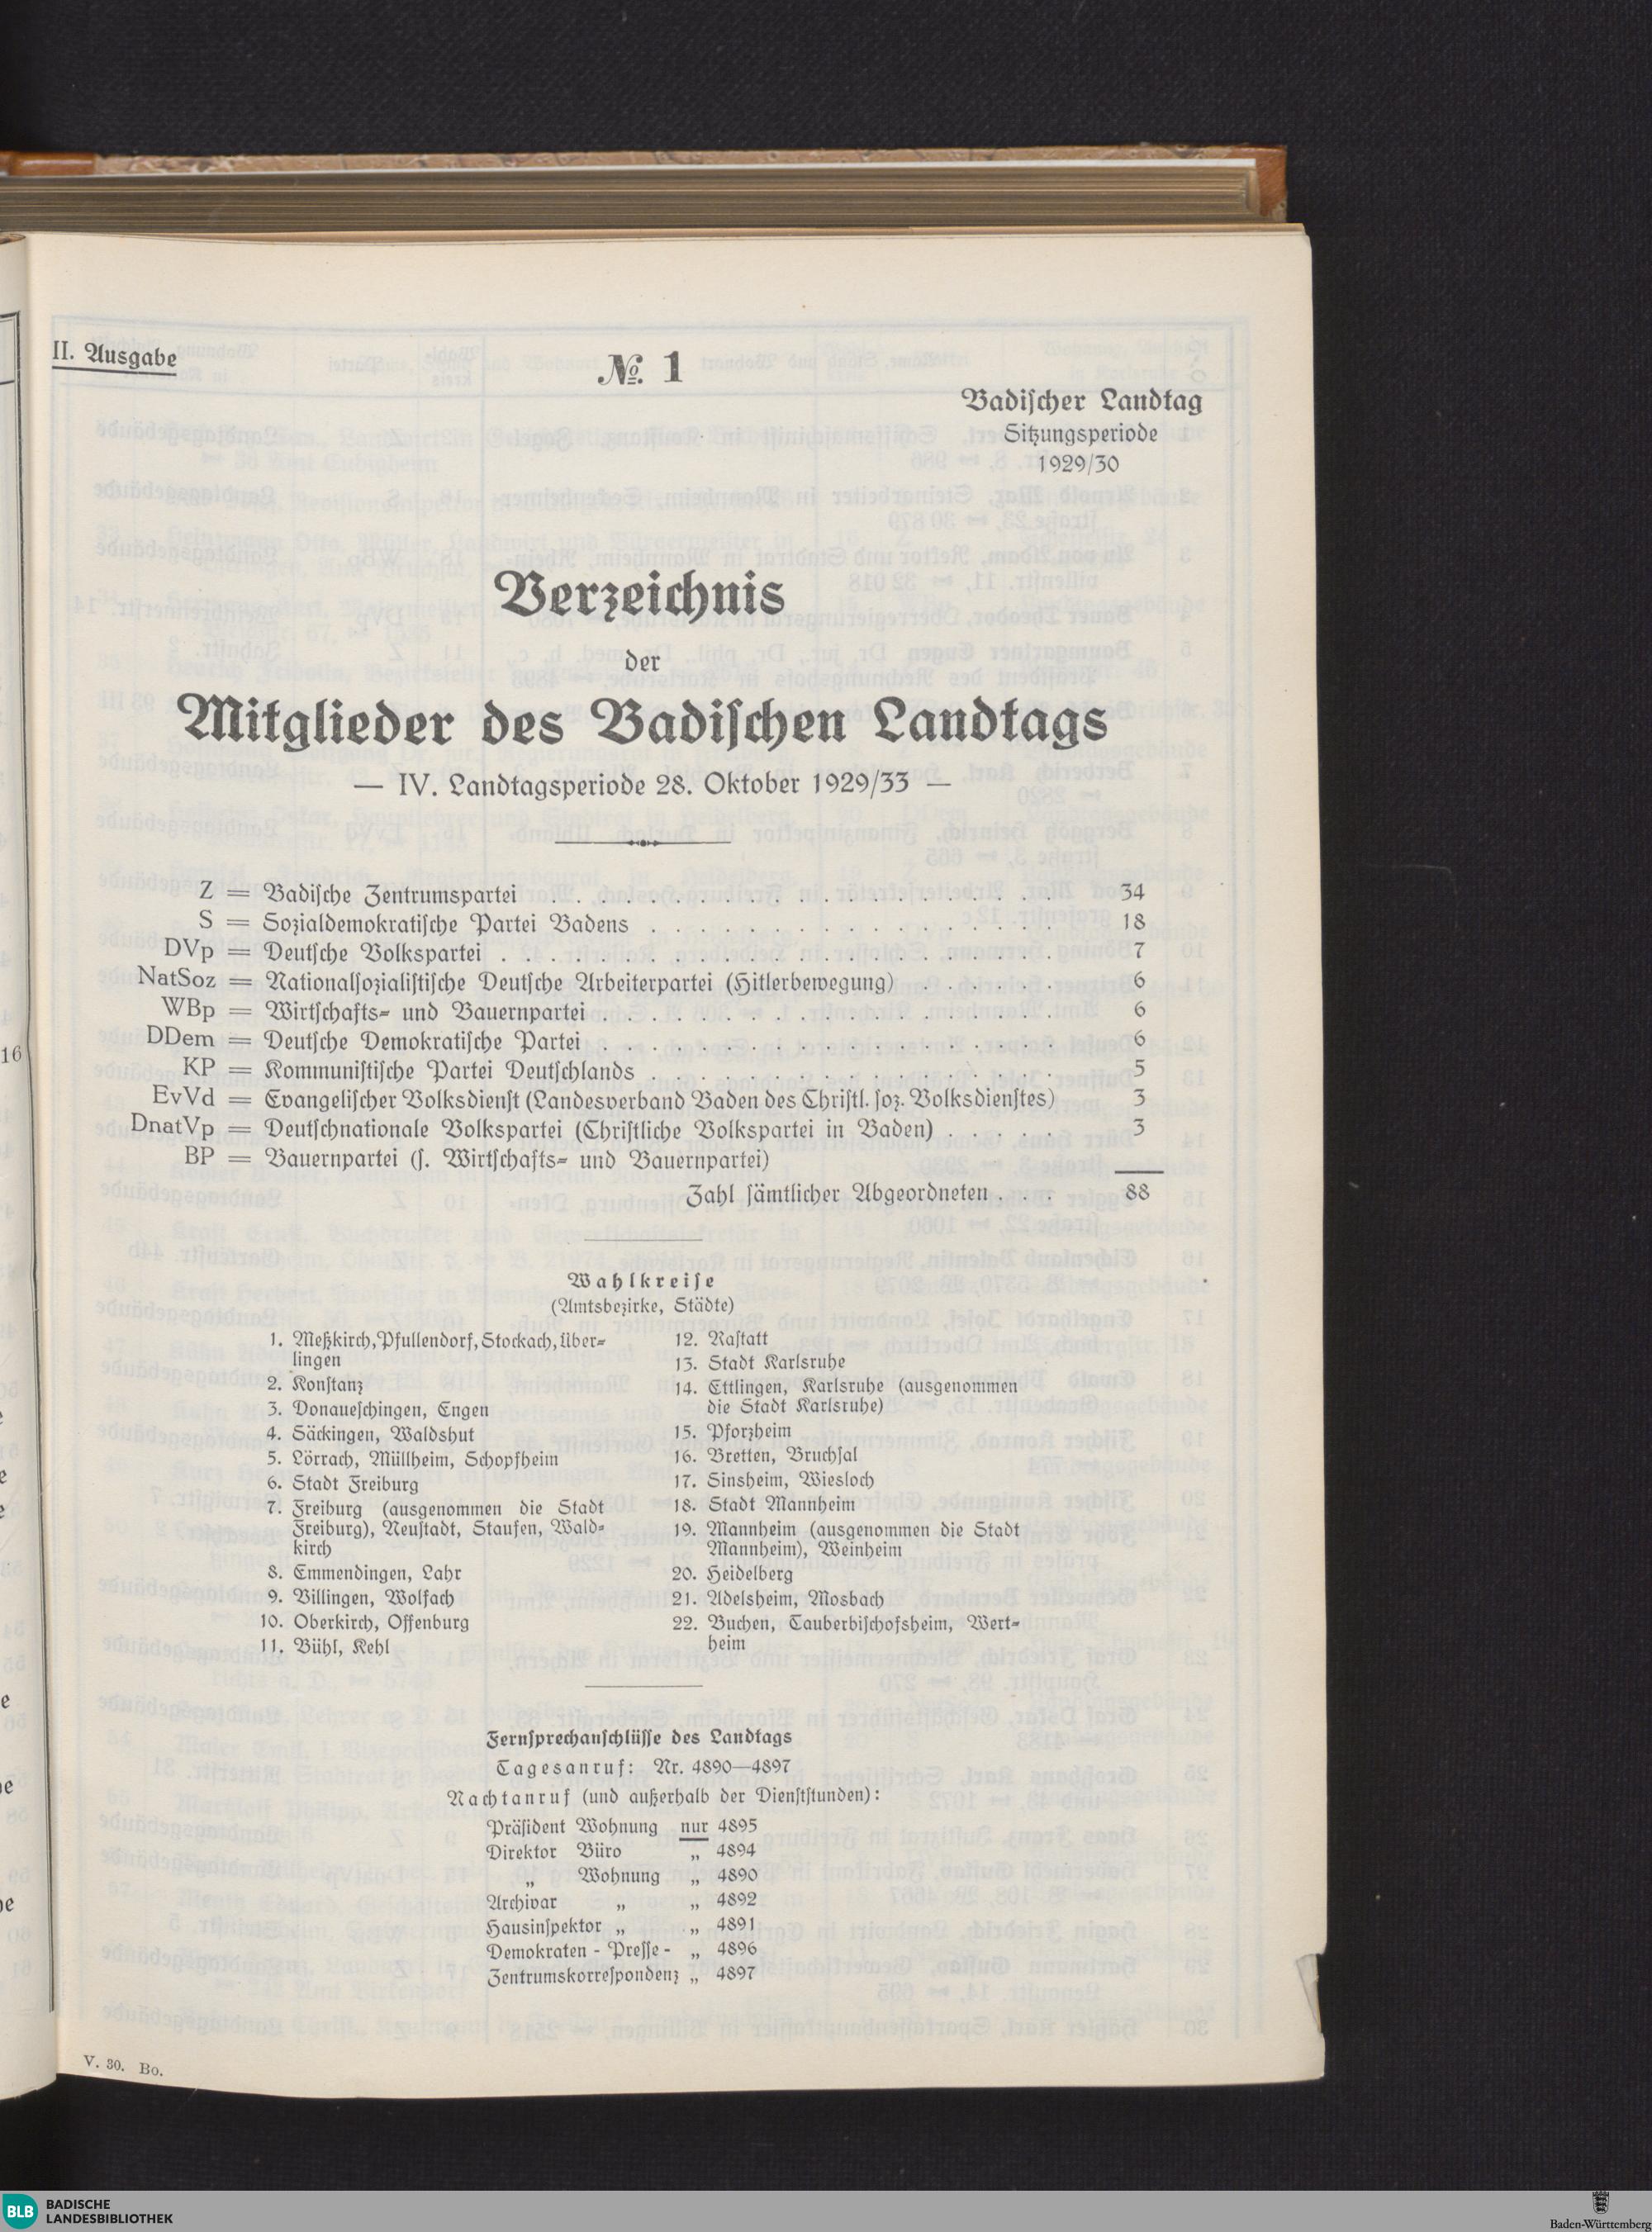 II. Ausgabe
№ 1
Badischer Landtag
Sitzungsperiode
1929/30
Verzeichnis
der
Mitglieder des Badischen Landtags
— IV. Landtagsperiode 28. Oktober 1929/33 —
Z = Badische Zentrumspartei . . . . . . . . . . . . . . . . . . . . . 34
S = Sozialdemokratische Partei Badens . . . . . . . . . . . . . . . . . 18
DVp = Deutsche Volkspartei . . . . . . . . . . . . . . . . . . . . . . . 7
NatSoz = Nationalsozialistische Deutsche Arbeiterpartei (Hitlerbewegung) . . . . . . 6
WBp = Wirtschafts- und Bauernpartei . . . . . . . . . . . . . . . . . . . 6
DDem = Deutsche Demokratische Partei . . . . . . . . . . . . . . . . . . . 6
KP = Kommunistische Partei Deutschlands . . . . . . . . . . . . . . . . . 5
EvVd = Evangelischer Volksdienst (Landesverband Baden des Christl. soz. Volksdienstes) 3
DnatVp = Deutschnationale Volkspartei (Christliche Volkspartei in Baden) . . . . . 3
BP = Bauernpartei (s. Wirtschafts- und Bauernpartei)
Zahl sämtlicher Abgeordneten . . . 88
Wahlkreise
(Amtsbezirke, Städte)
1. Meßkirch, Pfullendorf, Stockach, Über-
lingen
2. Konstanz
3. Donaueschingen, Engen
4. Säckingen, Waldshut
5. Lörrach, Müllheim, Schopfheim
6. Stadt Freiburg
7. Freiburg (ausgenommen die Stadt
Freiburg), Neustadt, Staufen, Wald-
kirch
8. Emmendingen, Lahr
9. Villingen, Wolfach
10. Oberkirch, Offenburg
11. Bühl, Kehl
12. Rastatt
13. Stadt Karlsruhe
14. Ettlingen, Karlsruhe (ausgenommen
die Stadt Karlsruhe)
15. Pforzheim
16. Bretten, Bruchsal
17. Sinsheim, Wiesloch
18. Stadt Mannheim
19. Mannheim (ausgenommen die Stadt
Mannheim), Weinheim
20. Heidelberg
21. Adelsheim, Mosbach
22. Buchen, Tauberbischofsheim, Wert-
heim
Fernsprechanschlüsse des Landtags
Tagesanruf: Nr. 4890—4897
Nachtanruf (und außerhalb der Dienststunden):
Präsident Wohnung nur 4895
Direktor Büro „ 4894
„ Wohnung „ 4890
Archivar „ „ 4892
Hausinspektor „ „ 4891
Demokraten - Presse - „ 4896
Zentrumskorrespondenz „ 4897
V. 30. Bo.
16
BLB BADISCHE
LANDESBIBLIOTHEK
Baden-Württemberg